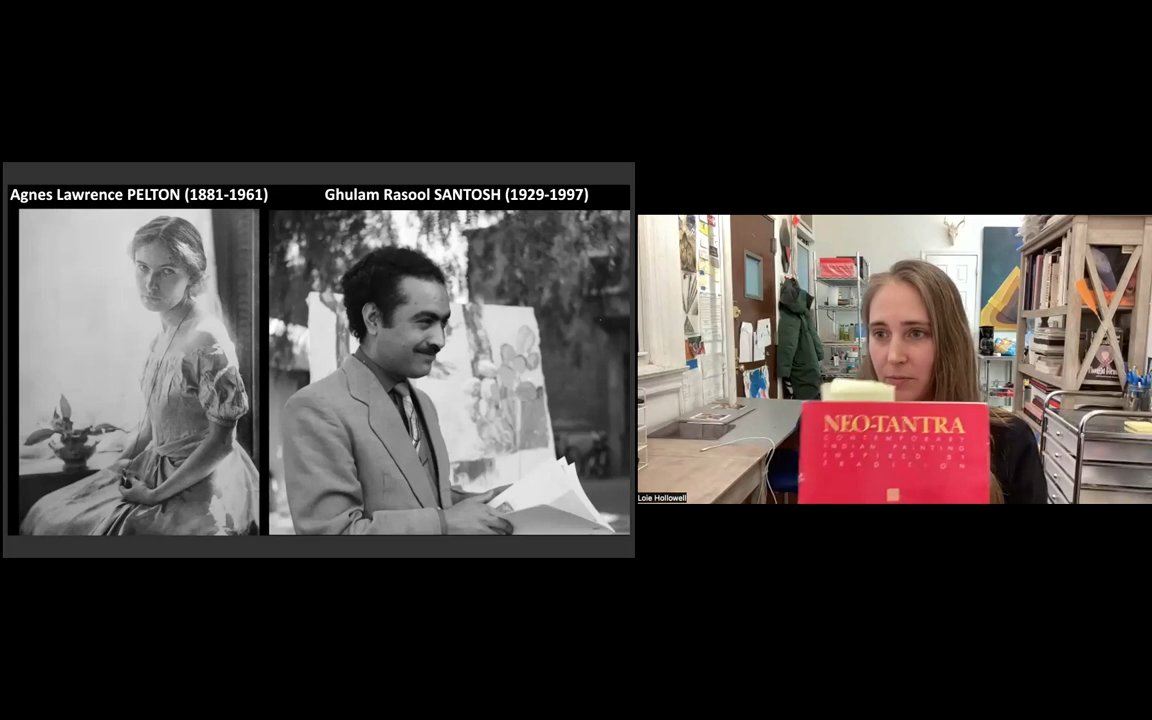 Agnes Lawrence PELTON (1881-1961)
Ghulam Rasool SANTOSH (1929-1997)
NEO-TANTRA
CONTEMPORARY
INDIAN PAINTING
INSPIRED BY
TRADITION
Loie Hollowell